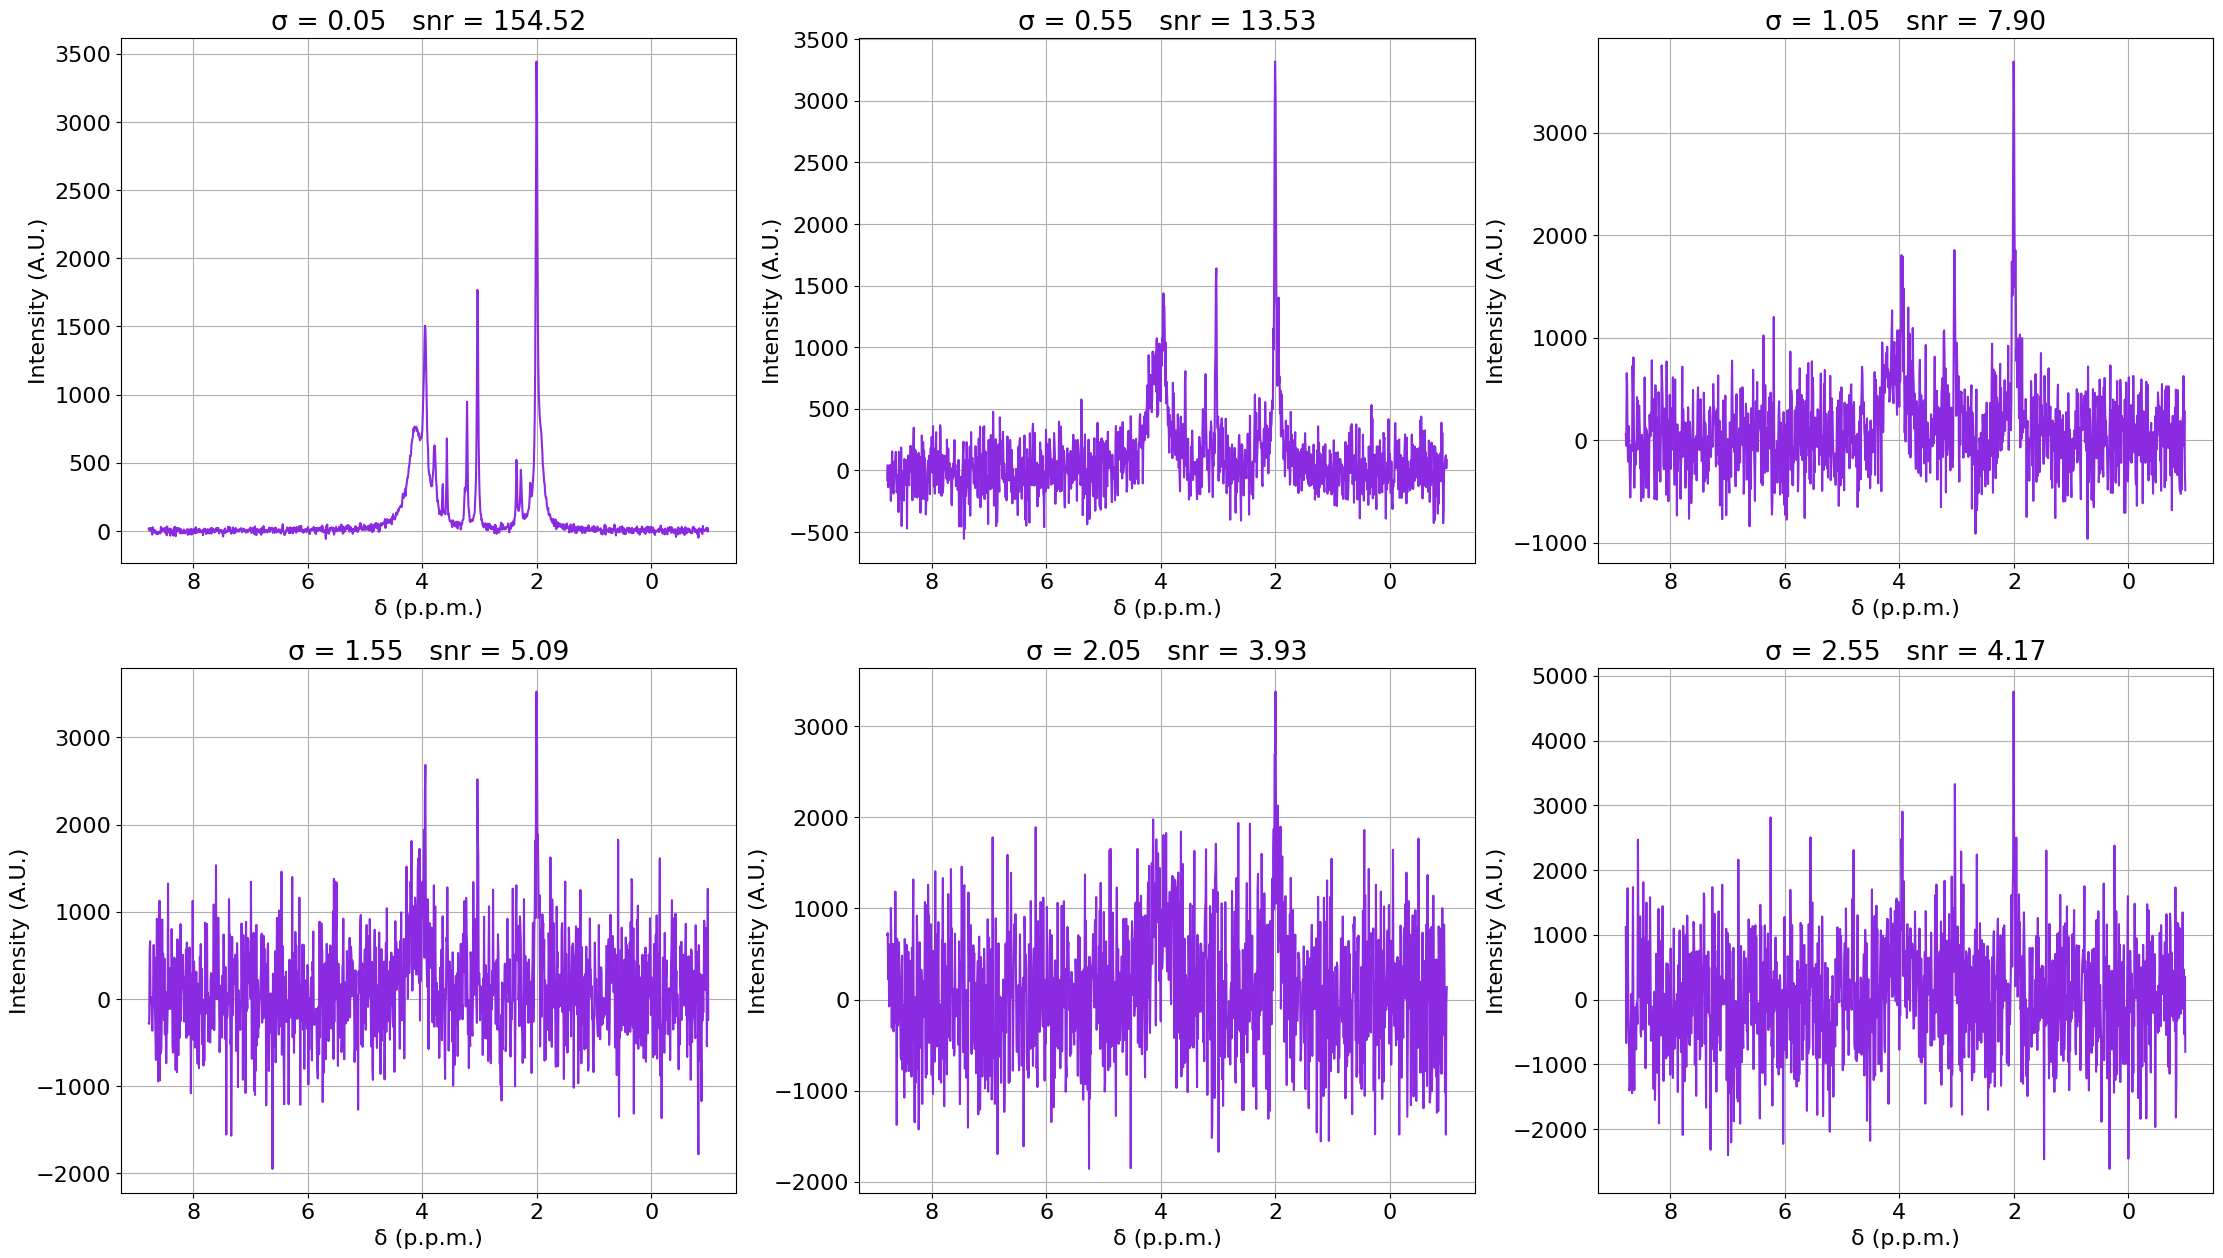 σ = 0.05   snr = 154.52
3500
3000
2500
2000
1500
1000
500
0
Intensity (A.U.)
8 6 4 2 0
δ (p.p.m.)
σ = 0.55   snr = 13.53
3500
3000
2500
2000
1500
1000
500
0
−500
Intensity (A.U.)
8 6 4 2 0
δ (p.p.m.)
σ = 1.05   snr = 7.90
3000
2000
1000
0
−1000
Intensity (A.U.)
8 6 4 2 0
δ (p.p.m.)
σ = 1.55   snr = 5.09
3000
2000
1000
0
−1000
−2000
Intensity (A.U.)
8 6 4 2 0
δ (p.p.m.)
σ = 2.05   snr = 3.93
3000
2000
1000
0
−1000
−2000
Intensity (A.U.)
8 6 4 2 0
δ (p.p.m.)
σ = 2.55   snr = 4.17
5000
4000
3000
2000
1000
0
−1000
−2000
Intensity (A.U.)
8 6 4 2 0
δ (p.p.m.)